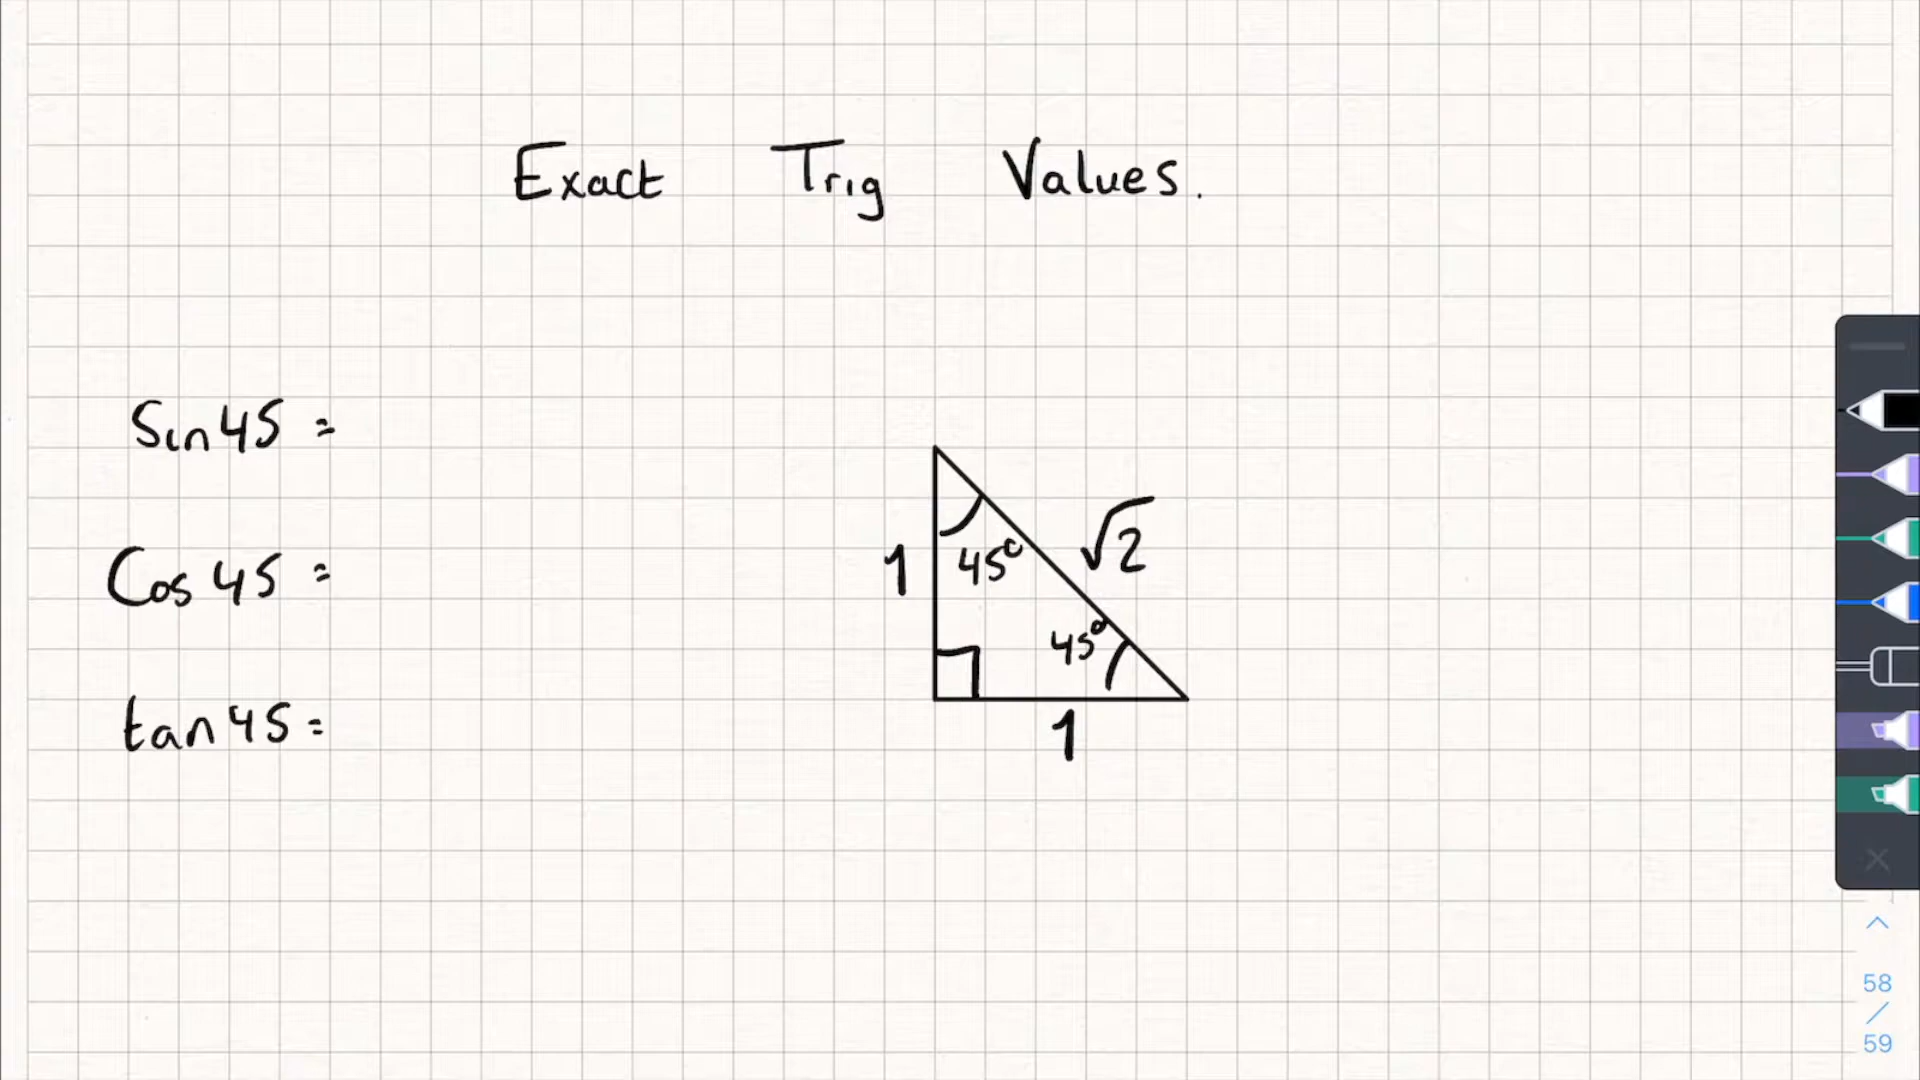 Exact Trig Values.
Sin 45 =
Cos 45 =
tan 45 =
1
45°
√2
45°
1
58
/
59